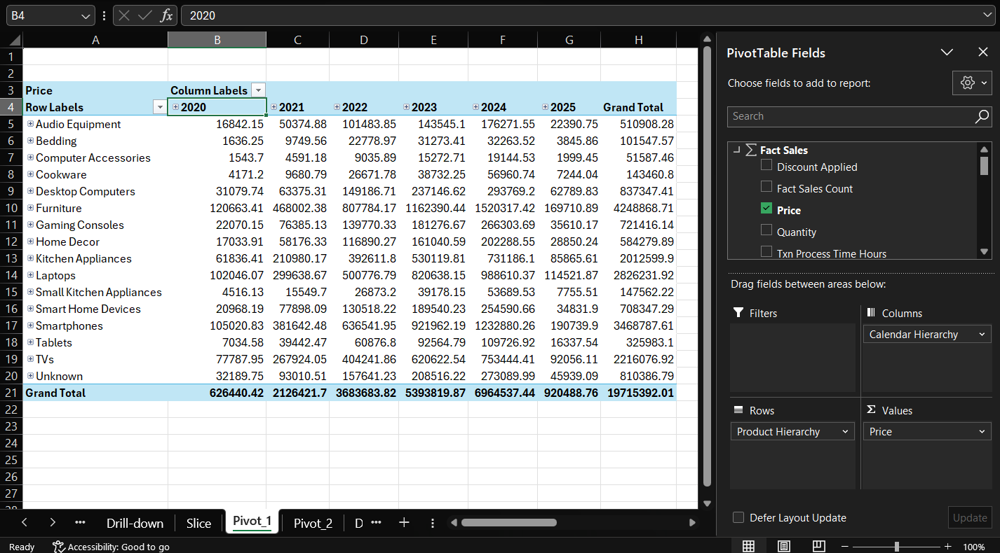 B4 fx 2020
A B C D E F G H
1
2
3 Price Column Labels
4 Row Labels 2020 2021 2022 2023 2024 2025 Grand Total
5 Audio Equipment 16842.15 50374.88 101483.85 143545.1 176271.55 22390.75 510908.28
6 Bedding 1636.25 9749.56 22778.97 31273.41 32263.52 3845.86 101547.57
7 Computer Accessories 1543.7 4591.18 9035.89 15272.71 19144.53 1999.45 51587.46
8 Cookware 4171.2 9680.79 26671.78 38732.25 56960.74 7244.04 143460.8
9 Desktop Computers 31079.74 63375.31 149186.71 237146.62 293769.2 62789.83 837347.41
10 Furniture 120663.41 468002.38 807784.17 1162390.44 1520317.42 169710.89 4248868.71
11 Gaming Consoles 22070.15 76385.13 139770.33 181276.67 266303.69 35610.17 721416.14
12 Home Decor 17033.91 58176.33 116890.27 161040.59 202288.55 28850.24 584279.89
13 Kitchen Appliances 61836.41 210980.17 392611.8 530119.81 731186.1 85865.61 2012599.9
14 Laptops 102046.07 299638.67 500776.79 820638.15 988610.37 114521.87 2826231.92
15 Small Kitchen Appliances 4516.13 15549.7 26873.2 39178.15 53689.53 7755.51 147562.22
16 Smart Home Devices 20968.19 77898.09 130518.22 189540.23 254590.66 34831.9 708347.29
17 Smartphones 105020.83 381642.48 636541.95 921962.19 1232880.26 190739.9 3468787.61
18 Tablets 7034.58 39442.47 60876.8 92564.79 109726.92 16337.54 325983.1
19 TVs 77787.95 267924.05 404241.86 620622.54 753444.41 92056.11 2216076.92
20 Unknown 32189.75 93010.51 157641.23 208516.22 273089.99 45939.09 810386.79
21 Grand Total 626440.42 2126421.7 3683683.82 5393819.87 6964537.44 920488.76 19715392.01
22
23
24
25
26
27
28
Drill-down Slice Pivot_1 Pivot_2 D
Ready Accessibility: Good to go 100%
PivotTable Fields
Choose fields to add to report:
Search
Fact Sales
Discount Applied
Fact Sales Count
Price
Quantity
Txn Process Time Hours
Drag fields between areas below:
Filters
Columns
Calendar Hierarchy
Rows
Product Hierarchy
Values
Price
Defer Layout Update
Update